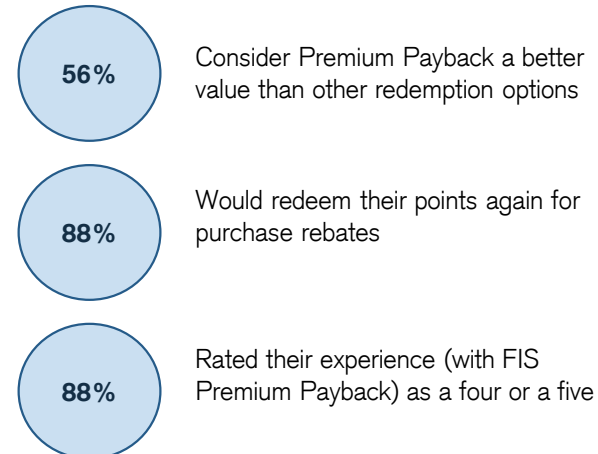 56%
Consider Premium Payback a better
value than other redemption options
88%
Would redeem their points again for
purchase rebates
88%
Rated their experience (with FIS
Premium Payback) as a four or a five